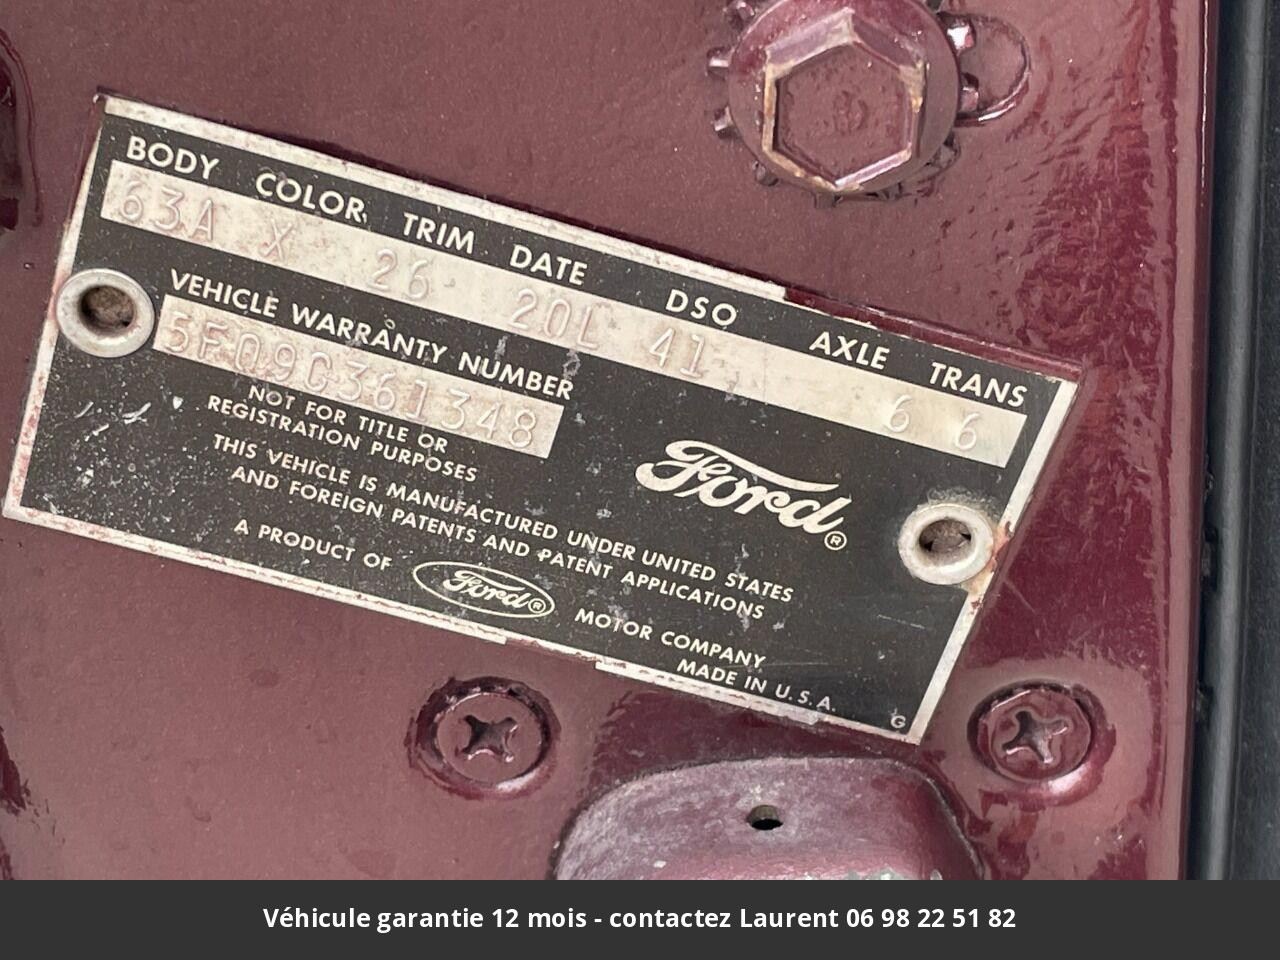 BODY COLOR TRIM DATE DSO AXLE TRANS
63A X 26 20L 41 6 6
VEHICLE WARRANTY NUMBER
5F09C361348
NOT FOR TITLE OR
REGISTRATION PURPOSES
Ford®
THIS VEHICLE IS MANUFACTURED UNDER UNITED STATES
AND FOREIGN PATENTS AND PATENT APPLICATIONS
A PRODUCT OF Ford® MOTOR COMPANY
MADE IN U.S.A.
G
Véhicule garantie 12 mois - contactez Laurent 06 98 22 51 82